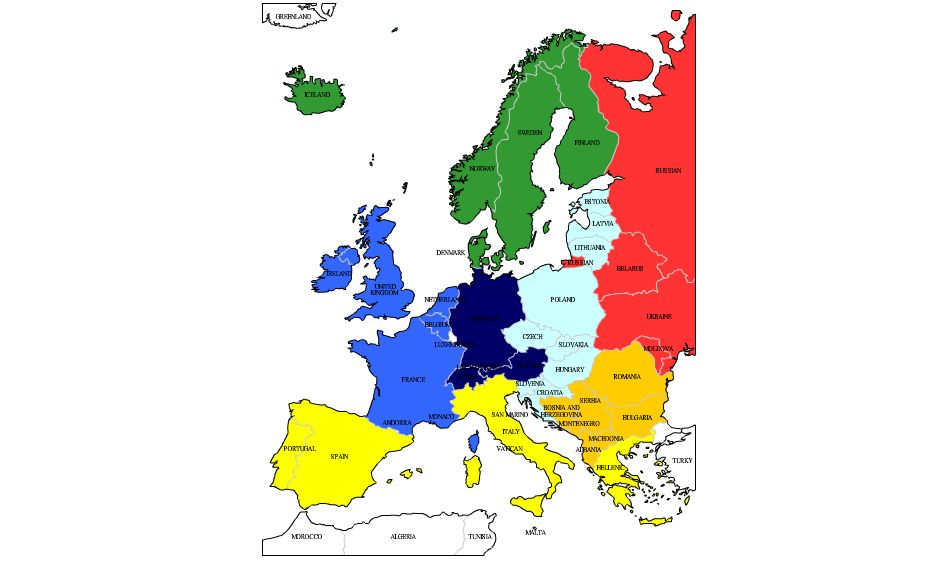 GREENLAND
ICELAND
SWEDEN
FINLAND
NORWAY
RUSSIAN
ESTONIA
LATVIA
DENMARK
LITHUANIA
RUSSIAN
BELARUS
IRELAND
UNITED
KINGDOM
NETHERLAND
POLAND
UKRAINE
BELGIUM
CZECH
LUXEMBOURG
SLOVAKIA
MOLDOVA
HUNGARY
ROMANIA
FRANCE
SLOVENIA
CROATIA
SERBIA
BOSNIA AND
HERZEGOVINA
SAN MARINO
MONACO
BULGARIA
ANDORRA
MONTENEGRO
ITALY
MACEDONIA
PORTUGAL
SPAIN
VATICAN
ALBANIA
TURKY
HELLENIC
MALTA
MOROCCO
ALGERIA
TUNISIA